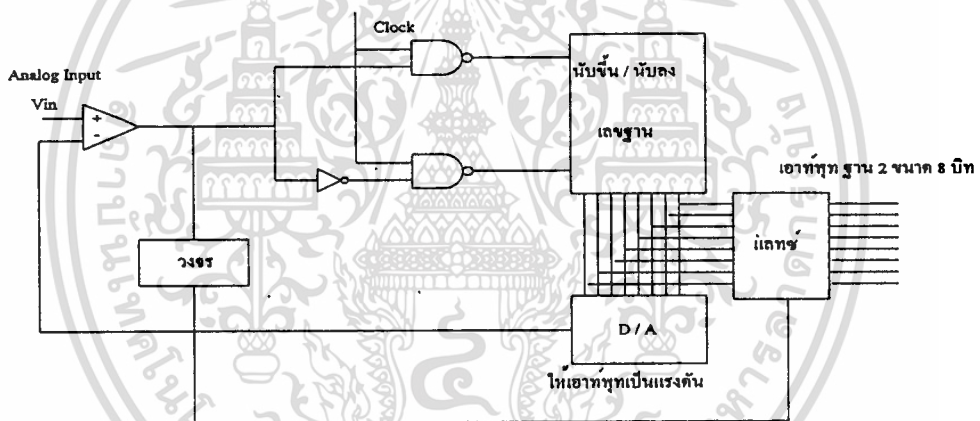 Clock
Analog Input
Vin
+
-
นับขึ้น / นับลง
เลขฐาน
เอาท์พุท ฐาน 2 ขนาด 8 บิท
วงจร
แลทช์
D / A
ให้เอาท์พุทเป็นแรงดัน